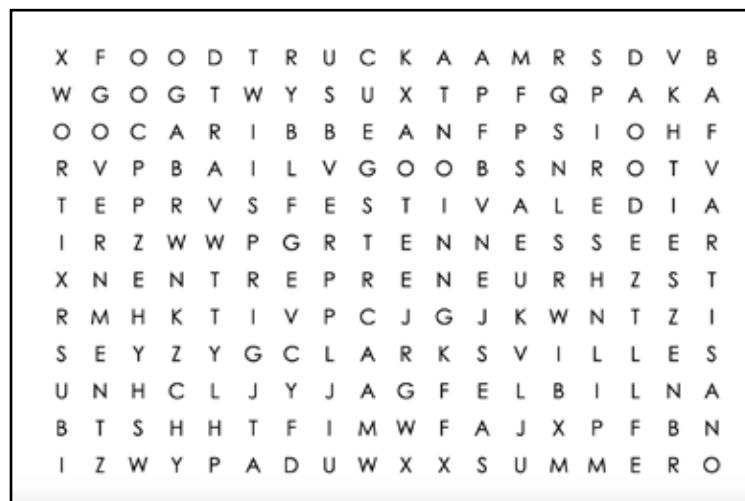 X F O O D T R U C K A A M R S D V B
W G O G T W Y S U X T P F Q P A K A
O O C A R I B B E A N F P S I O H F
R V P B A I L V G O O B S N R O T V
T E P R V S F E S T I V A L E D I A
I R Z W W P G R T E N N E S S E E R
X N E N T R E P R E N E U R H Z S T
R M H K T I V P C J G J K W N T Z I
S E Y Z Y G C L A R K S V I L L E S
U N H C L J Y J A G F E L B I L N A
B T S H H T F I M W F A J X P F B N
I Z W Y P A D U W X X S U M M E R O